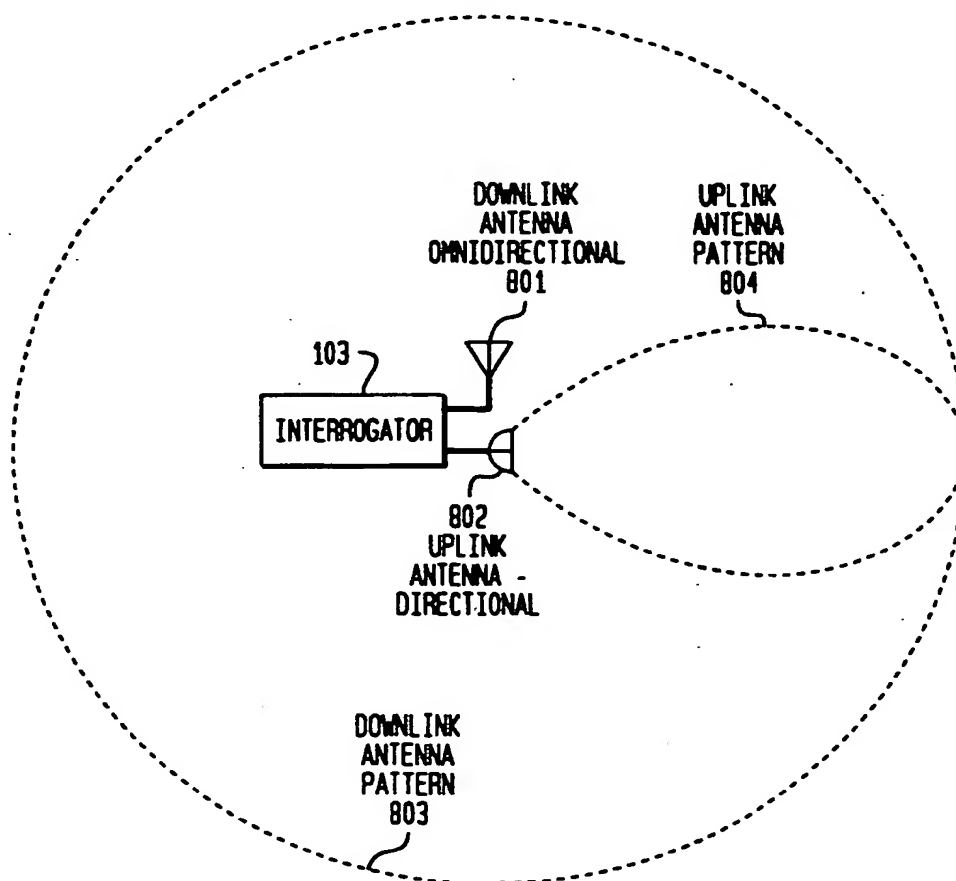 DOWNLINK
ANTENNA
OMNIDIRECTIONAL
801
UPLINK
ANTENNA
PATTERN
804
103
INTERROGATOR
802
UPLINK
ANTENNA -
DIRECTIONAL
DOWNLINK
ANTENNA
PATTERN
803